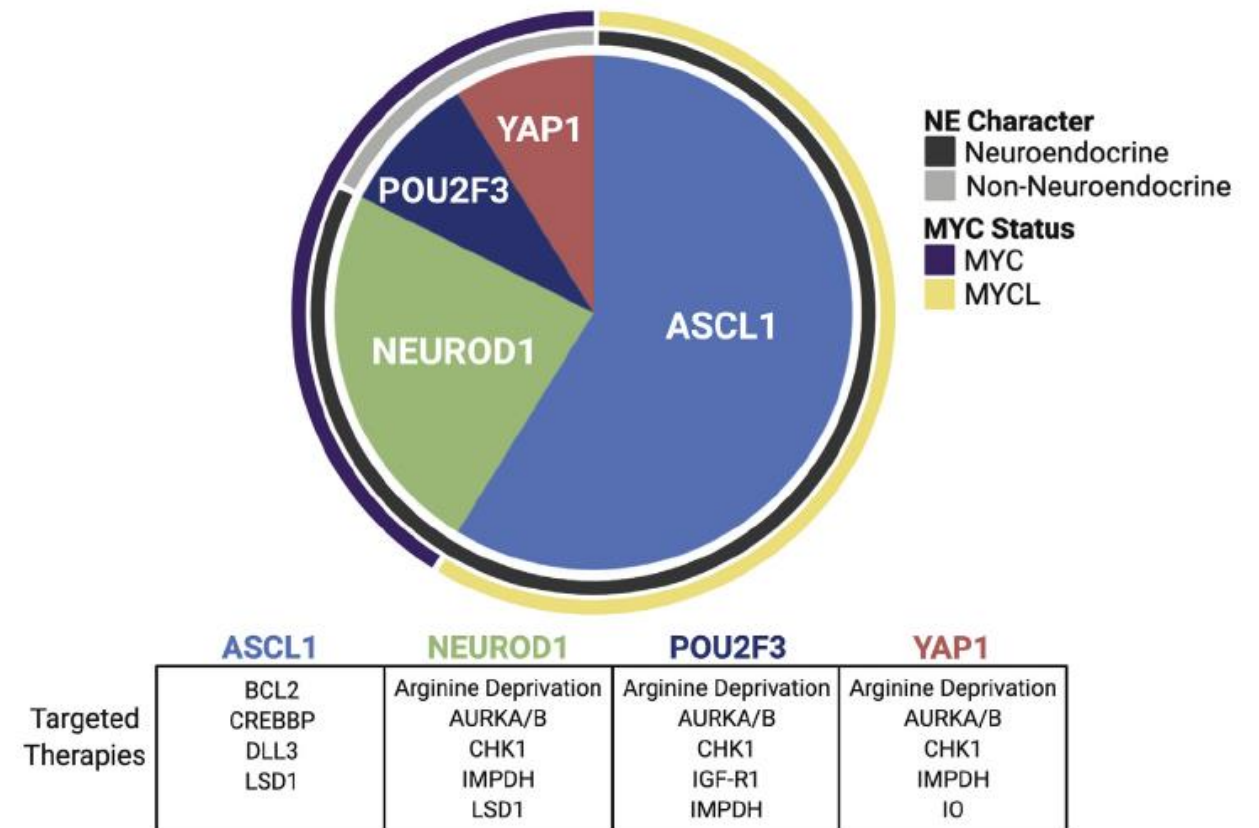 YAP1
POU2F3
NEUROD1
ASCL1
NE Character
Neuroendocrine
Non-Neuroendocrine
MYC Status
MYC
MYCL
ASCL1 NEUROD1 POU2F3 YAP1
Targeted
Therapies
BCL2
CREBBP
DLL3
LSD1
Arginine Deprivation
AURKA/B
CHK1
IMPDH
LSD1
Arginine Deprivation
AURKA/B
CHK1
IGF-R1
IMPDH
Arginine Deprivation
AURKA/B
CHK1
IMPDH
IO